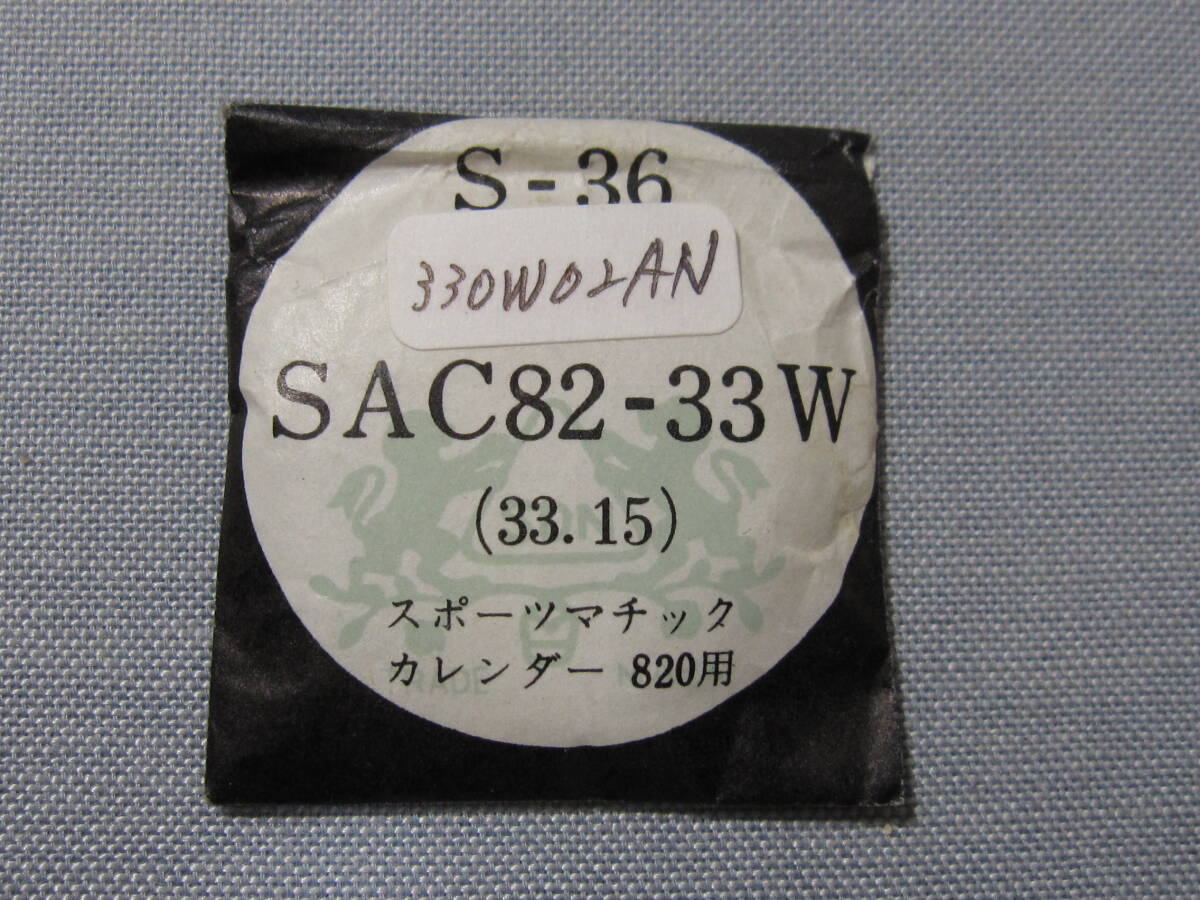 S-36
330W02AN
SAC82-33W
(33.15)
スポーツマチック
カレンダー 820用
TRADE